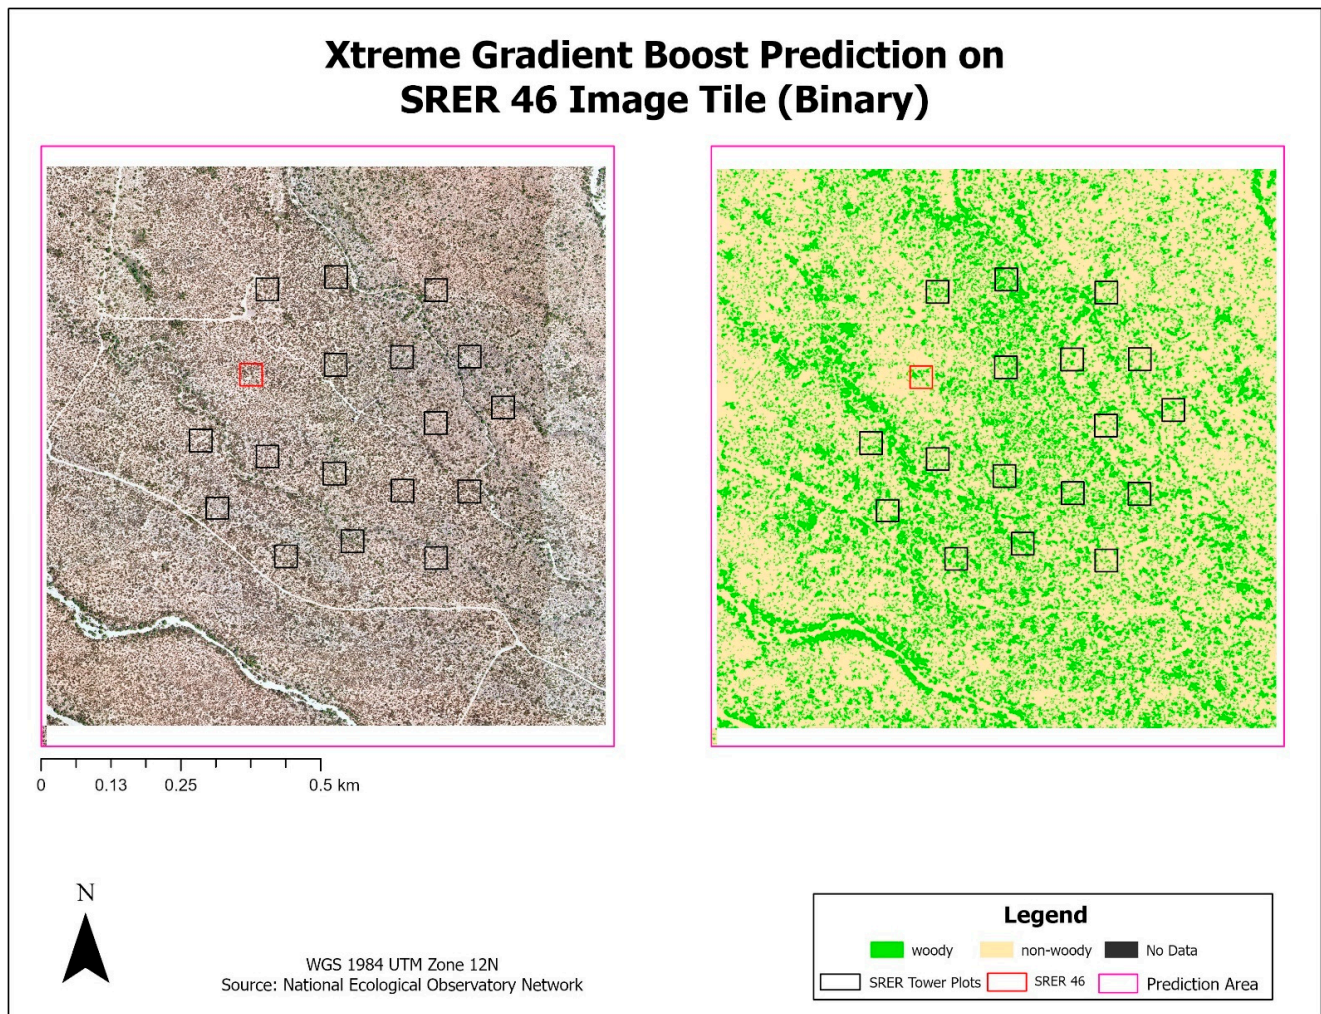 Xtreme Gradient Boost Prediction on
SRER 46 Image Tile (Binary)
0 0.13 0.25 0.5 km
N
WGS 1984 UTM Zone 12N
Source: National Ecological Observatory Network
Legend
woody non-woody No Data
SRER Tower Plots SRER 46 Prediction Area